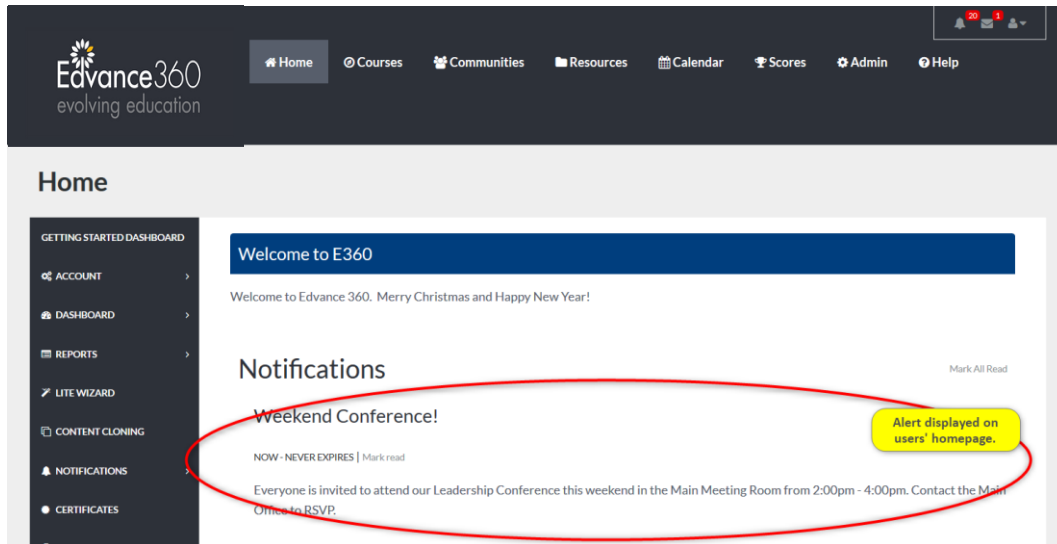 20 1
Edvance360
evolving education
Home Courses Communities Resources Calendar Scores Admin Help
Home
GETTING STARTED DASHBOARD
ACCOUNT
DASHBOARD
REPORTS
LITE WIZARD
CONTENT CLONING
NOTIFICATIONS
CERTIFICATES
Welcome to E360
Welcome to Edvance 360. Merry Christmas and Happy New Year!
Notifications
Mark All Read
Weekend Conference!
Alert displayed on
users' homepage.
NOW - NEVER EXPIRES | Mark read
Everyone is invited to attend our Leadership Conference this weekend in the Main Meeting Room from 2:00pm - 4:00pm. Contact the Main
Office to RSVP.